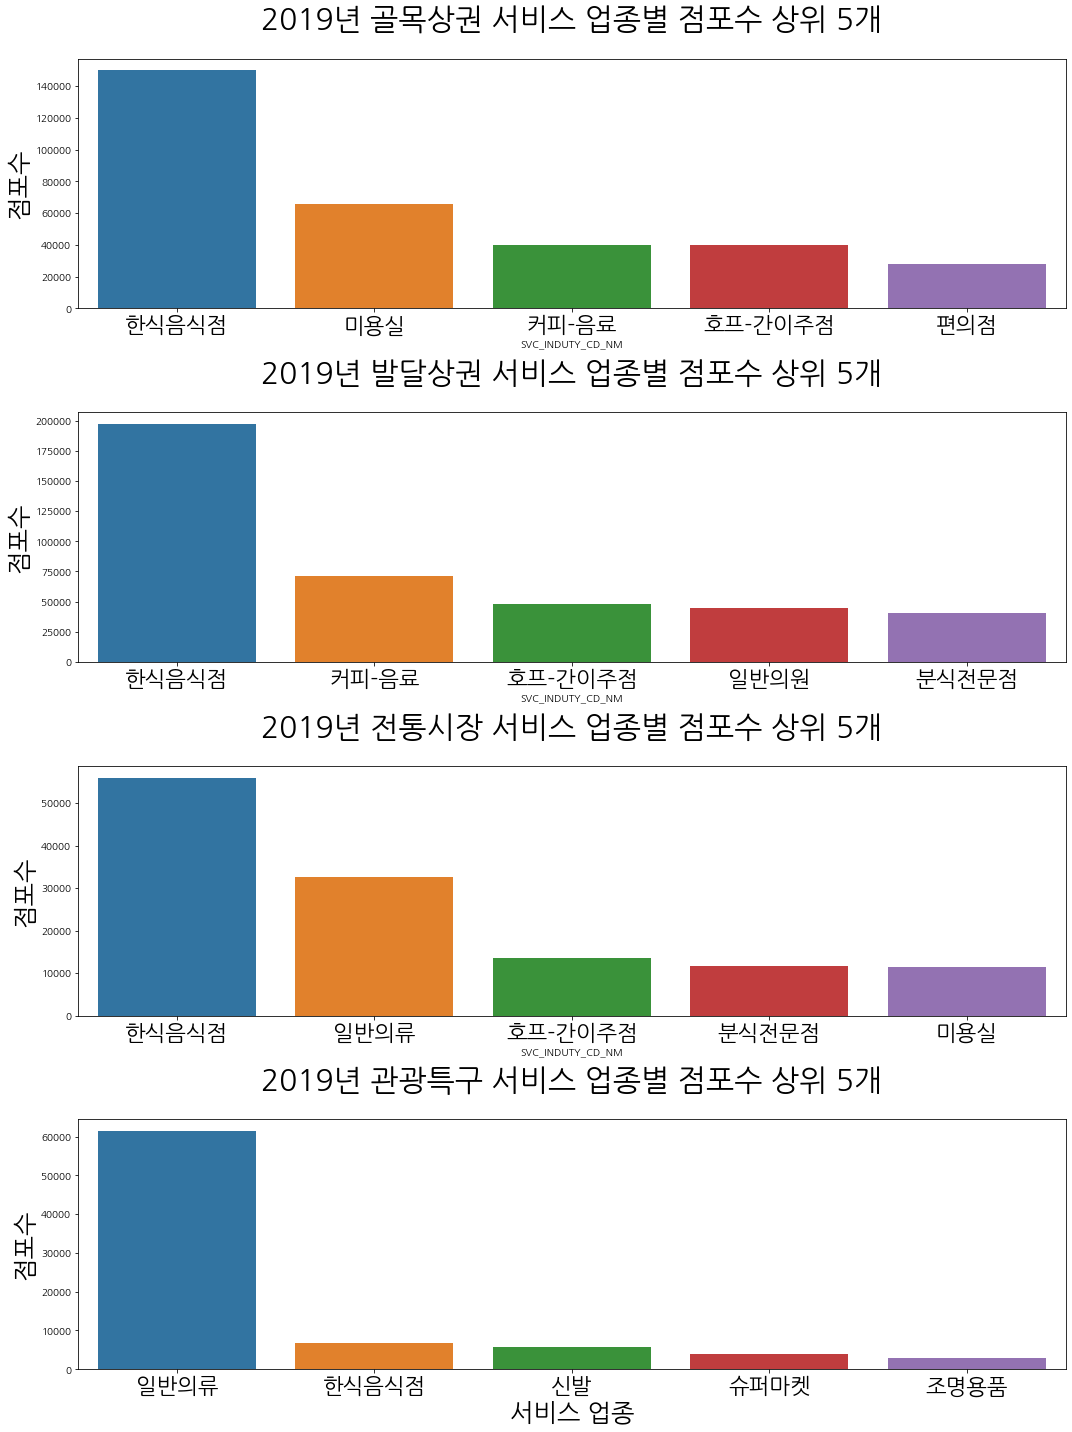 2019년 골목상권 서비스 업종별 점포수 상위 5개
점포수
140000
120000
100000
80000
60000
40000
20000
0
한식음식점 미용실 커피-음료 호프-간이주점 편의점
SVC_INDUTY_CD_NM
2019년 발달상권 서비스 업종별 점포수 상위 5개
점포수
200000
175000
150000
125000
100000
75000
50000
25000
0
한식음식점 커피-음료 호프-간이주점 일반의원 분식전문점
SVC_INDUTY_CD_NM
2019년 전통시장 서비스 업종별 점포수 상위 5개
점포수
50000
40000
30000
20000
10000
0
한식음식점 일반의류 호프-간이주점 분식전문점 미용실
SVC_INDUTY_CD_NM
2019년 관광특구 서비스 업종별 점포수 상위 5개
점포수
60000
50000
40000
30000
20000
10000
0
일반의류 한식음식점 신발 슈퍼마켓 조명용품
서비스 업종